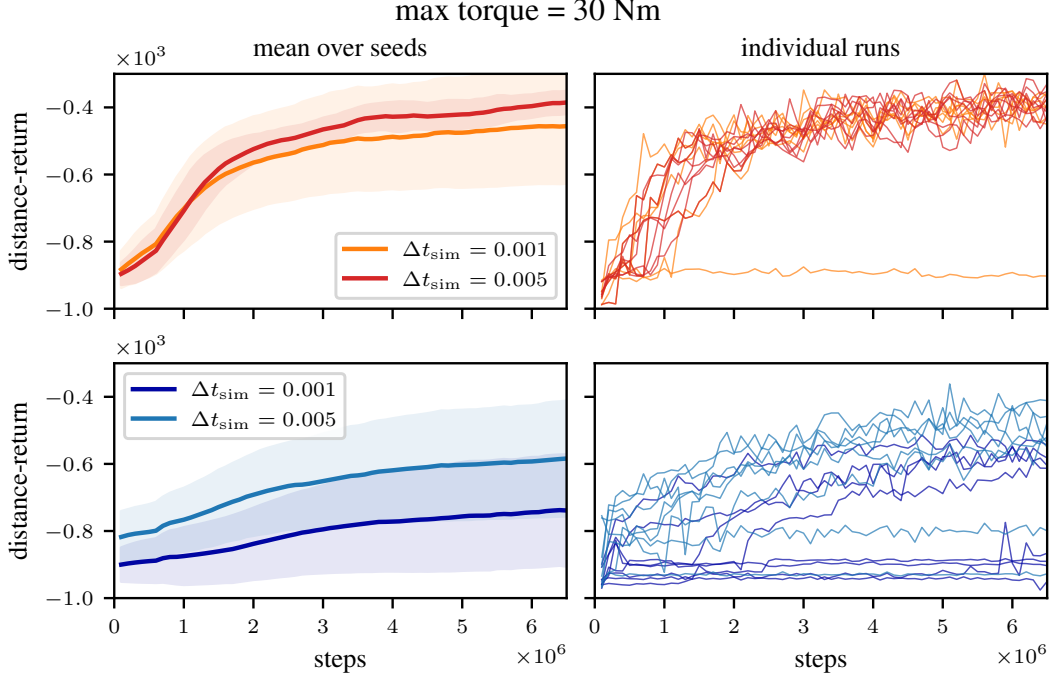 max torque = 30 Nm
mean over seeds
individual runs
×10³
distance-return
−0.4
−0.6
−0.8
−1.0
Δt_sim = 0.001
Δt_sim = 0.005
×10³
distance-return
−0.4
−0.6
−0.8
−1.0
Δt_sim = 0.001
Δt_sim = 0.005
0 1 2 3 4 5 6
0 1 2 3 4 5 6
steps
×10⁶
steps
×10⁶